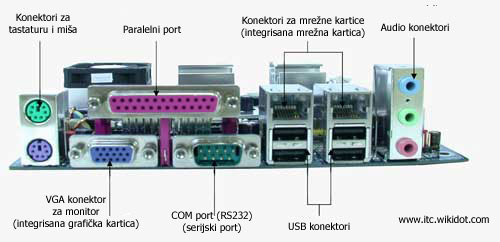 Konektori za
tastaturu i miša
Paralelni port
Konektori za mrežne kartice
(integrisana mrežna kartica)
Audio konektori
VGA konektor
za monitor
(integrisana grafička kartica)
COM port (RS232)
(serijski port)
USB konektori
www.itc.wikidot.com